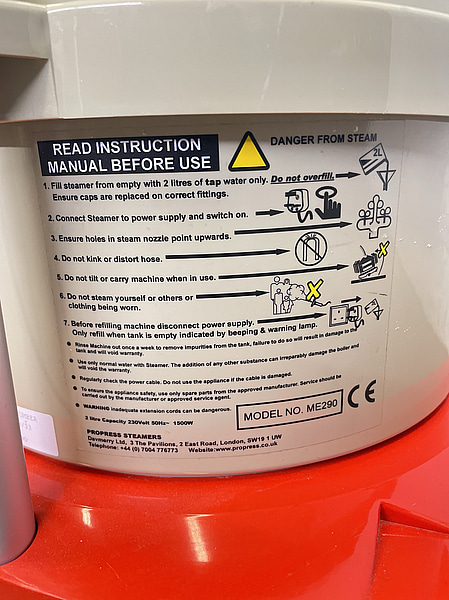 READ INSTRUCTION
MANUAL BEFORE USE
DANGER FROM STEAM
1. Fill steamer from empty with 2 litres of tap water only. Do not overfill.
Ensure caps are replaced on correct fittings.
2L
2. Connect Steamer to power supply and switch on.
3. Ensure holes in steam nozzle point upwards.
4. Do not kink or distort hose.
5. Do not tilt or carry machine when in use.
6. Do not steam yourself or others or
clothing being worn.
7. Before refilling machine disconnect power supply.
Only refill when tank is empty indicated by beeping & warning lamp.
Rinse Machine out once a week to remove impurities from the tank, failure to do so will result in damage to the
tank and will void warranty.
Use only normal water with Steamer. The addition of any other substance can irreparably damage the boiler and
will void the warranty.
Regularly check the power cable. Do not use the appliance if the cable is damaged.
To ensure the appliance safety, use only spare parts from the approved manufacturer. Service should be
carried out by the manufacturer or approved service agent.
WARNING inadequate extension cords can be dangerous.
2 litre Capacity 230Volt 50Hz~ 1500W
MODEL NO. ME290
CE
PROPRESS STEAMERS
Davmerry Ltd, 3 The Pavilions, 2 East Road, London, SW19 1 UW
Telephone: +44 (0) 7004 776773 Website:www.propress.co.uk